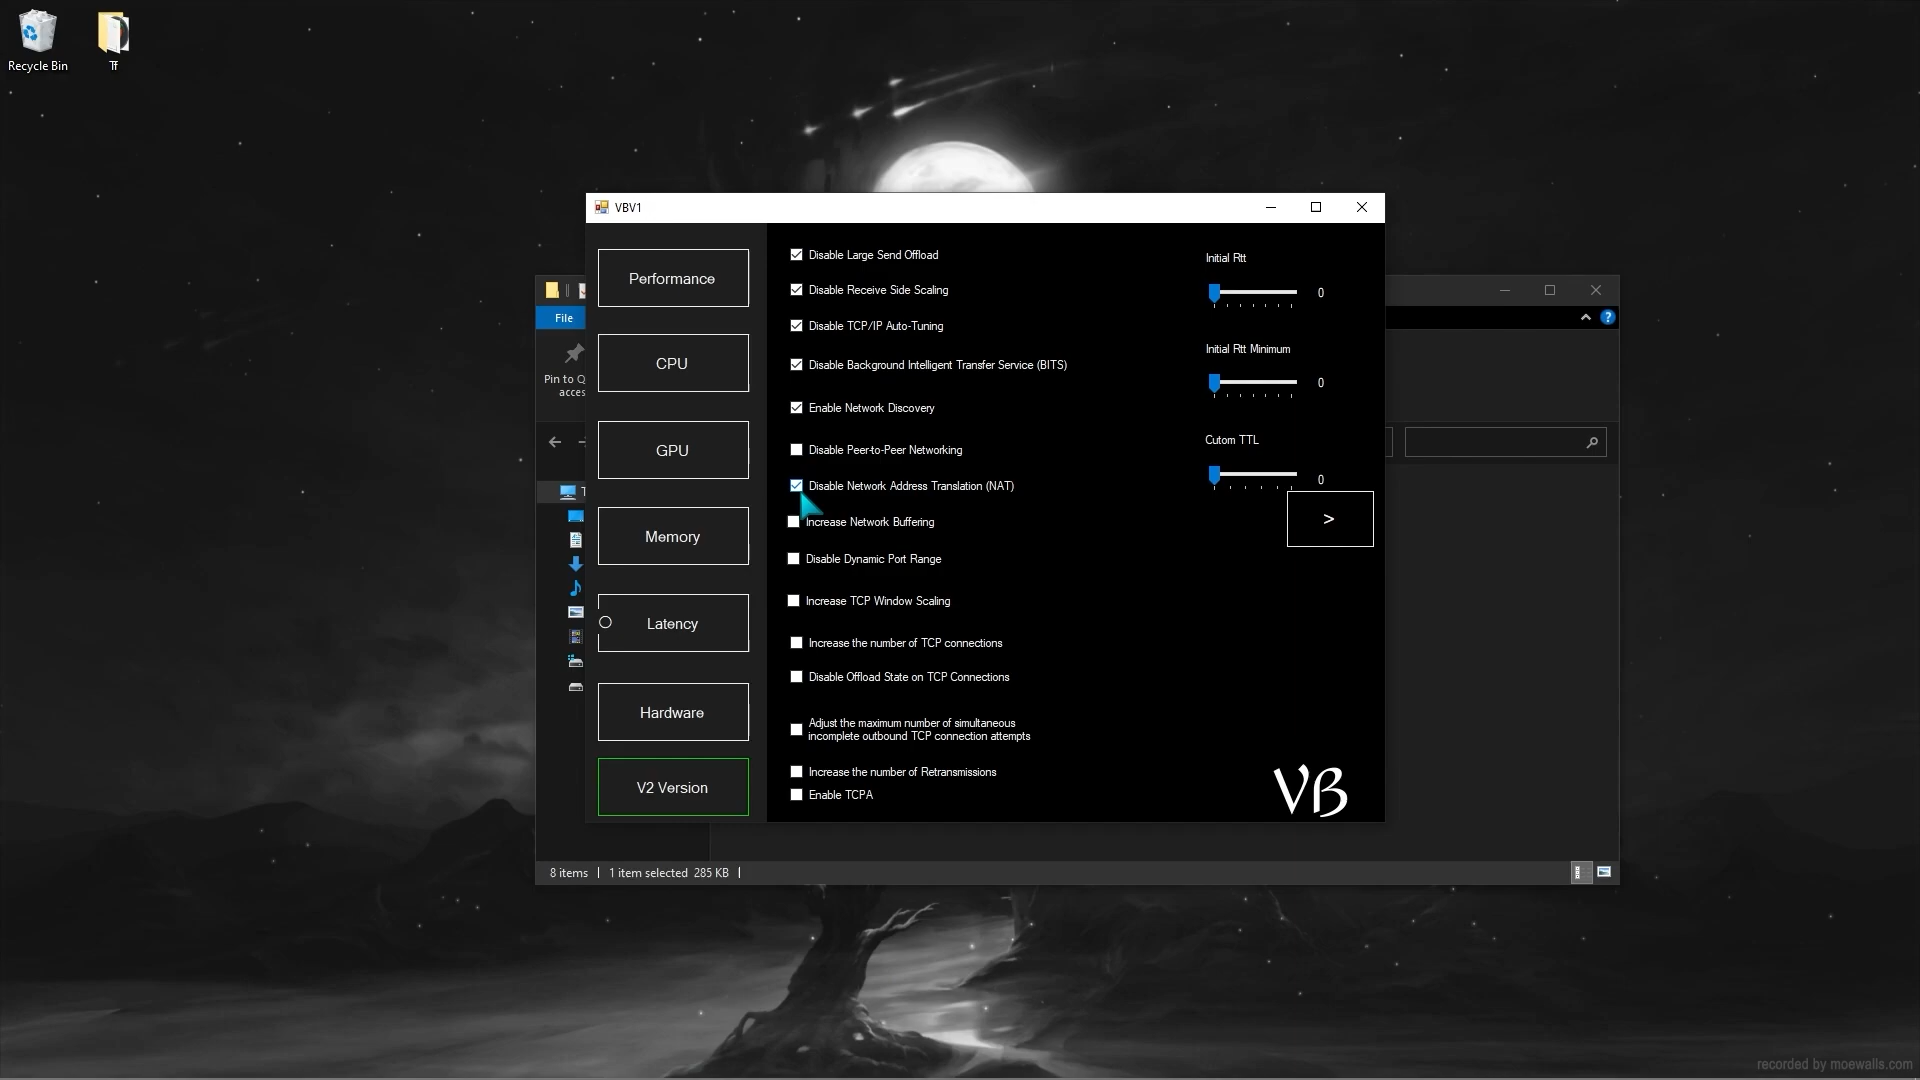 Recycle Bin
Tf
VBV1
Performance
CPU
GPU
Memory
Latency
Hardware
V2 Version
Disable Large Send Offload
Disable Receive Side Scaling
Disable TCP/IP Auto-Tuning
Disable Background Intelligent Transfer Service (BITS)
Enable Network Discovery
Disable Peer-to-Peer Networking
Disable Network Address Translation (NAT)
Increase Network Buffering
Disable Dynamic Port Range
Increase TCP Window Scaling
Increase the number of TCP connections
Disable Offload State on TCP Connections
Adjust the maximum number of simultaneous
incomplete outbound TCP connection attempts
Increase the number of Retransmissions
Enable TCPA
Initial Rtt
0
Initial Rtt Minimum
0
Cutom TTL
0
>
VB
File
Pin to Q
acces
T
8 items
1 item selected 285 KB
recorded by moewalls.com